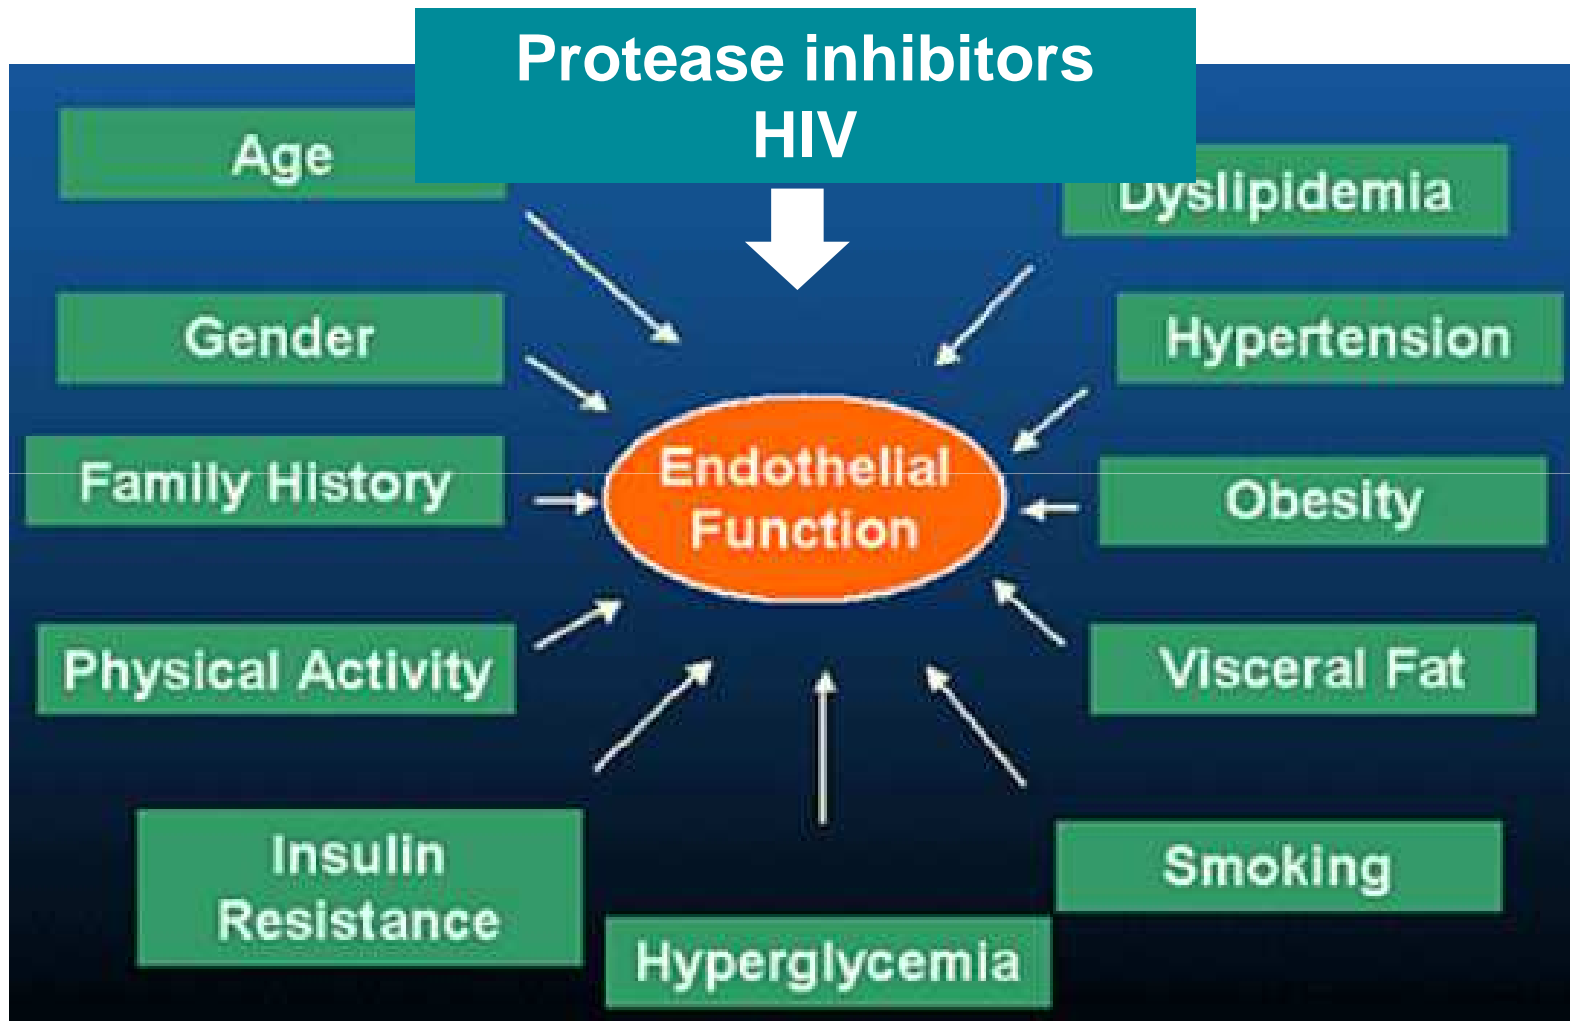 Protease inhibitors
HIV
Age
Dyslipidemia
Gender
Hypertension
Family History
Endothelial
Function
Obesity
Physical Activity
Visceral Fat
Insulin
Resistance
Smoking
Hyperglycemia